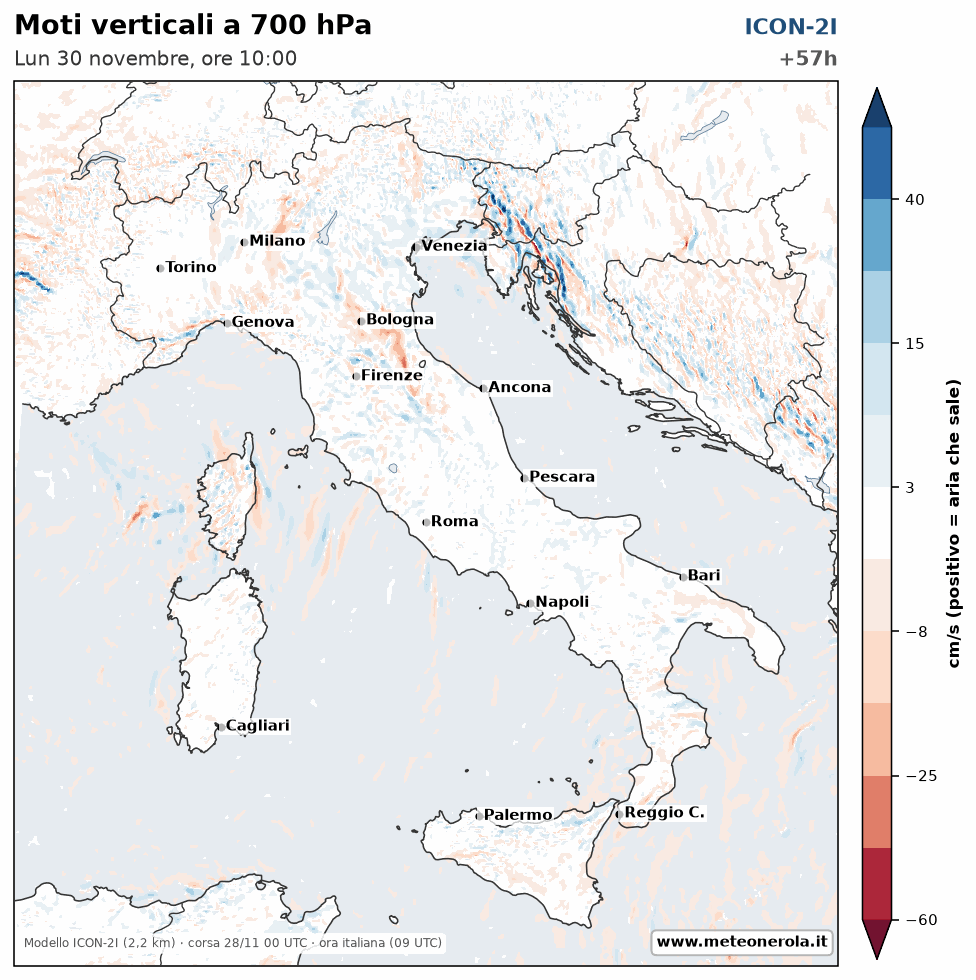 Moti verticali a 700 hPa
ICON-2I
Lun 30 novembre, ore 10:00
+57h
Milano
Venezia
Torino
Genova
Bologna
Firenze
Ancona
Pescara
Roma
Bari
Napoli
Cagliari
Palermo
Reggio C.
40
15
3
−8
−25
−60
cm/s (positivo = aria che sale)
Modello ICON-2I (2,2 km) · corsa 28/11 00 UTC · ora italiana (09 UTC)
www.meteonerola.it